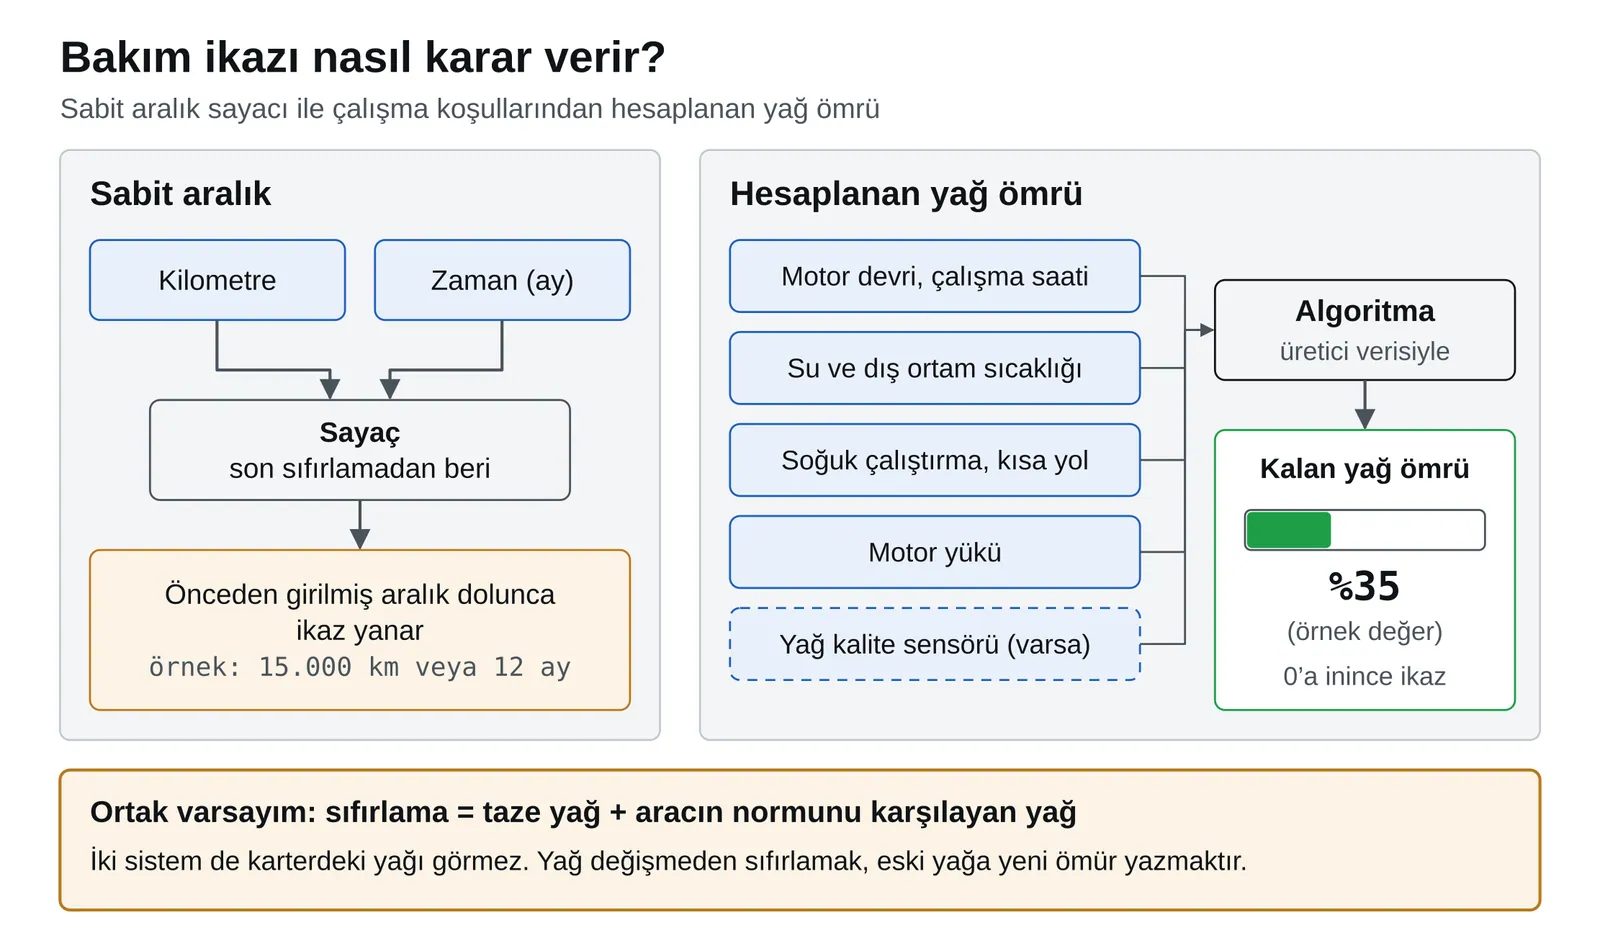 Bakım ikazı nasıl karar verir?
Sabit aralık sayacı ile çalışma koşullarından hesaplanan yağ ömrü
Sabit aralık
Kilometre
Zaman (ay)
Sayaç
son sıfırlamadan beri
Önceden girilmiş aralık dolunca
ikaz yanar
örnek: 15.000 km veya 12 ay
Hesaplanan yağ ömrü
Motor devri, çalışma saati
Su ve dış ortam sıcaklığı
Soğuk çalıştırma, kısa yol
Motor yükü
Yağ kalite sensörü (varsa)
Algoritma
üretici verisiyle
Kalan yağ ömrü
%35
(örnek değer)
0’a inince ikaz
Ortak varsayım: sıfırlama = taze yağ + aracın normunu karşılayan yağ
İki sistem de karterdeki yağı görmez. Yağ değişmeden sıfırlamak, eski yağa yeni ömür yazmaktır.